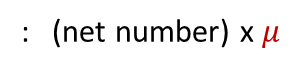 : (net number) x μ